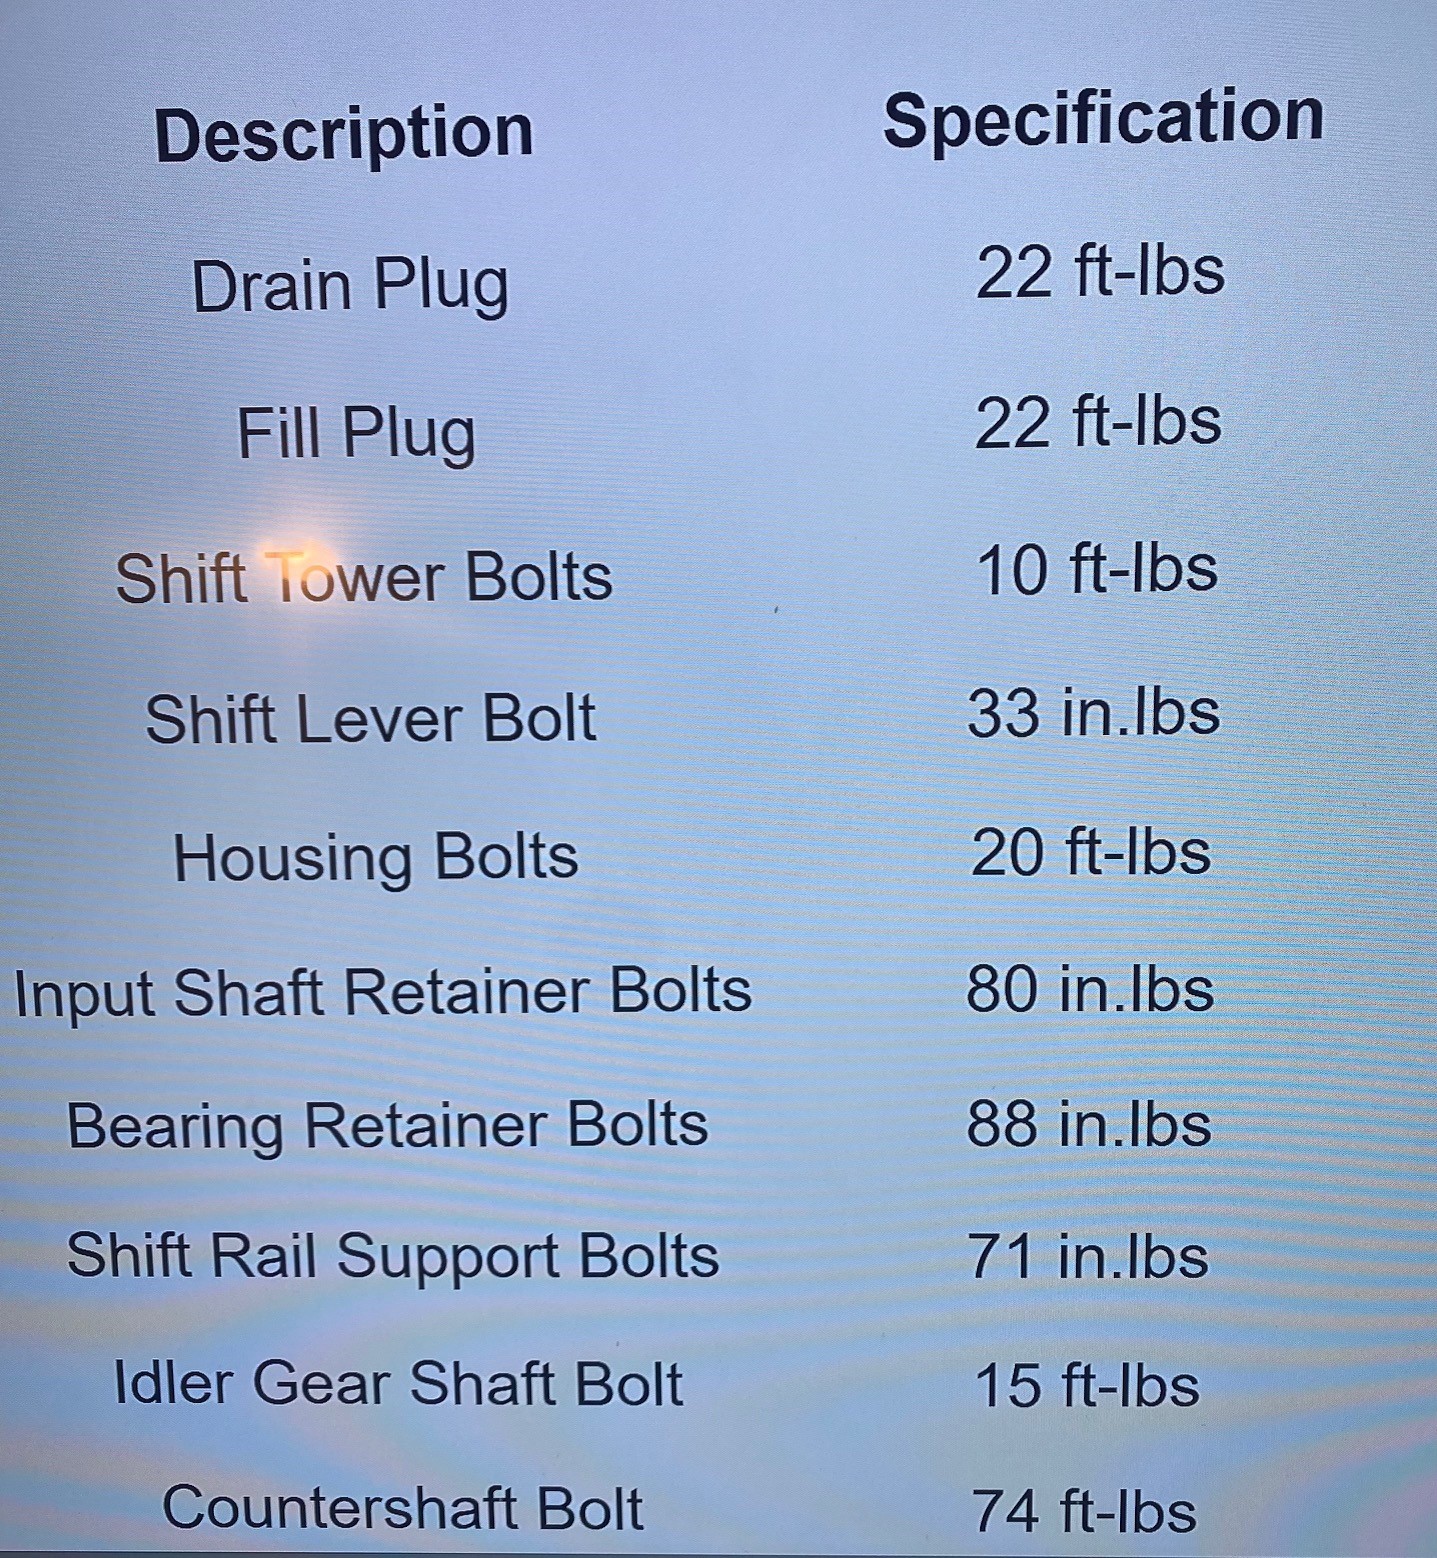 Description Specification
Drain Plug 22 ft-lbs
Fill Plug 22 ft-lbs
Shift Tower Bolts 10 ft-lbs
Shift Lever Bolt 33 in.lbs
Housing Bolts 20 ft-lbs
Input Shaft Retainer Bolts 80 in.lbs
Bearing Retainer Bolts 88 in.lbs
Shift Rail Support Bolts 71 in.lbs
Idler Gear Shaft Bolt 15 ft-lbs
Countershaft Bolt 74 ft-lbs